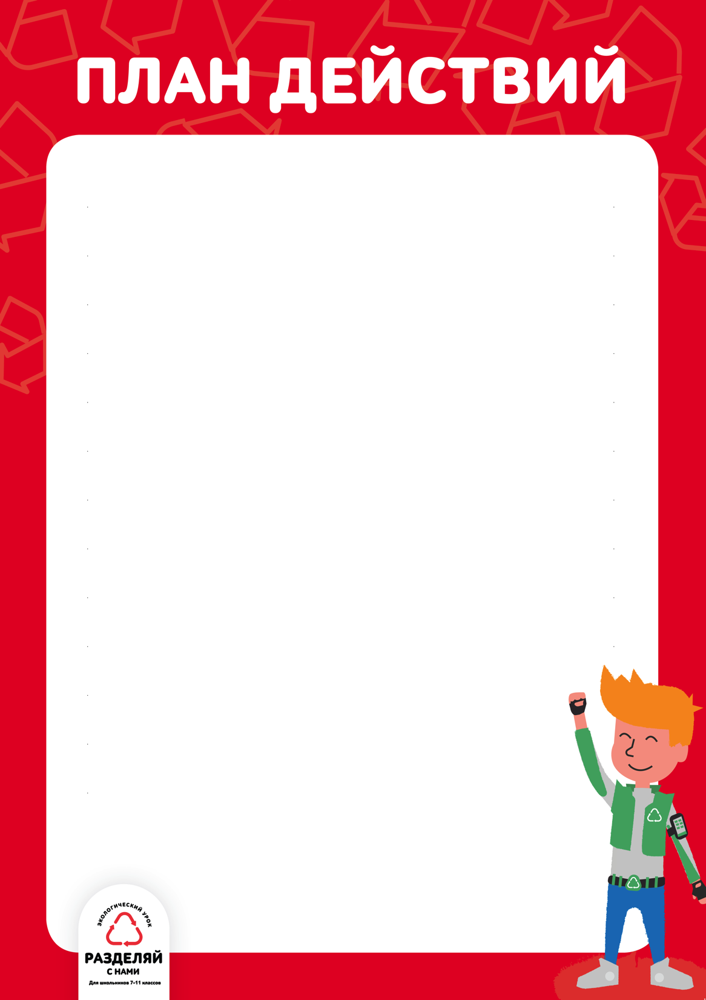 ПЛАН ДЕЙСТВИЙ
ЭКОЛОГИЧЕСКИЙ УРОК
РАЗДЕЛЯЙ
С НАМИ
Для школьников 7–11 классов